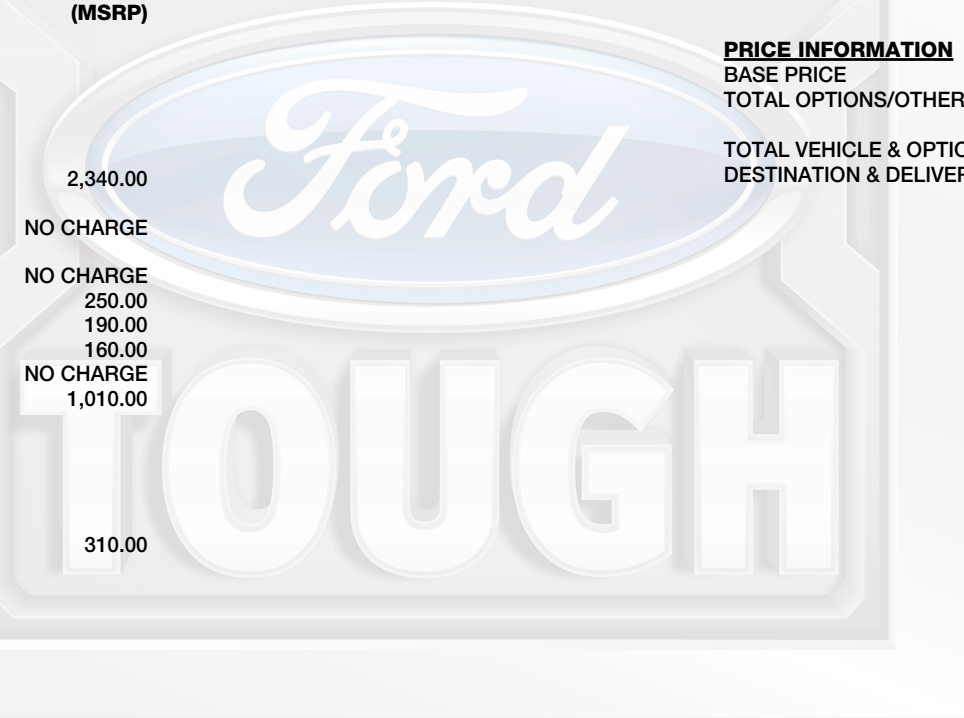 (MSRP)
2,340.00
NO CHARGE
NO CHARGE
250.00
190.00
160.00
NO CHARGE
1,010.00
310.00
PRICE INFORMATION
BASE PRICE
TOTAL OPTIONS/OTHER
TOTAL VEHICLE & OPTIO
DESTINATION & DELIVER
Ford
TOUGH